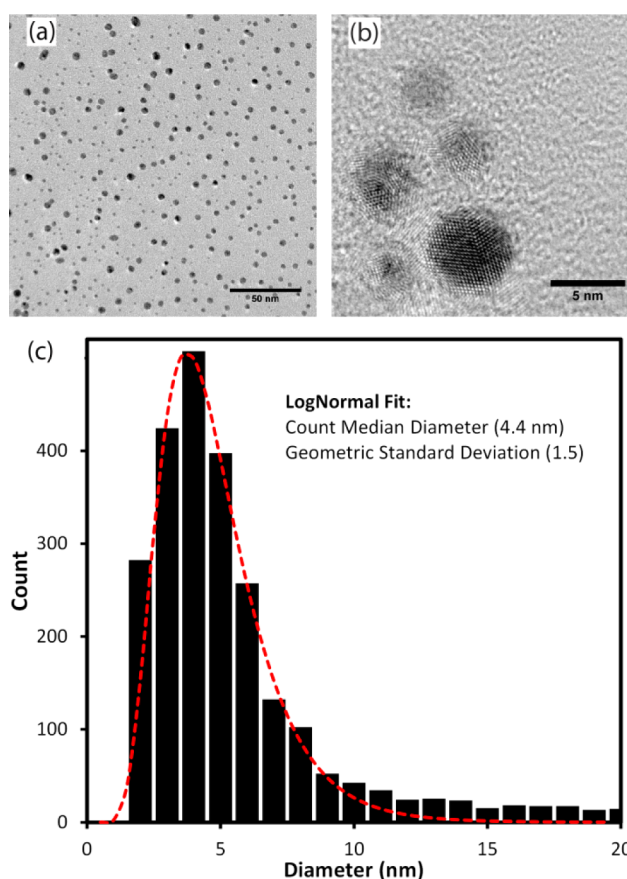 (a)
(b)
50 nm
5 nm
(c)
LogNormal Fit:
Count Median Diameter (4.4 nm)
Geometric Standard Deviation (1.5)
400
300
200
100
0
Count
0 5 10 15 20
Diameter (nm)